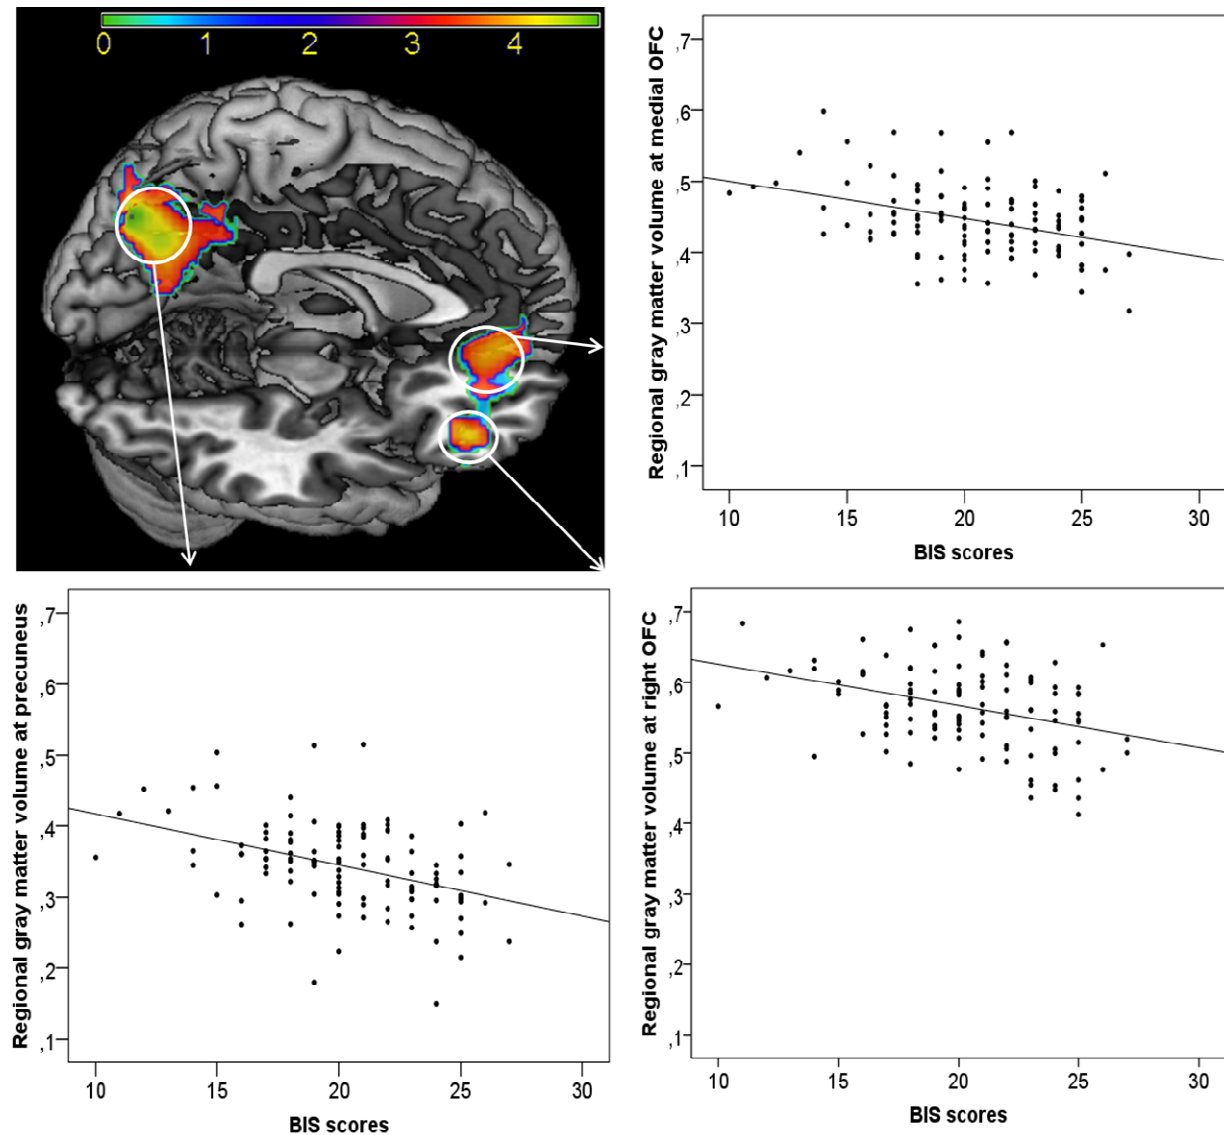 0 1 2 3 4
Regional gray matter volume at medial OFC
,7
,6
,5
,4
,3
,2
,1
10 15 20 25 30
BIS scores
Regional gray matter volume at precuneus
,7
,6
,5
,4
,3
,2
,1
10 15 20 25 30
BIS scores
Regional gray matter volume at right OFC
,7
,6
,5
,4
,3
,2
,1
10 15 20 25 30
BIS scores